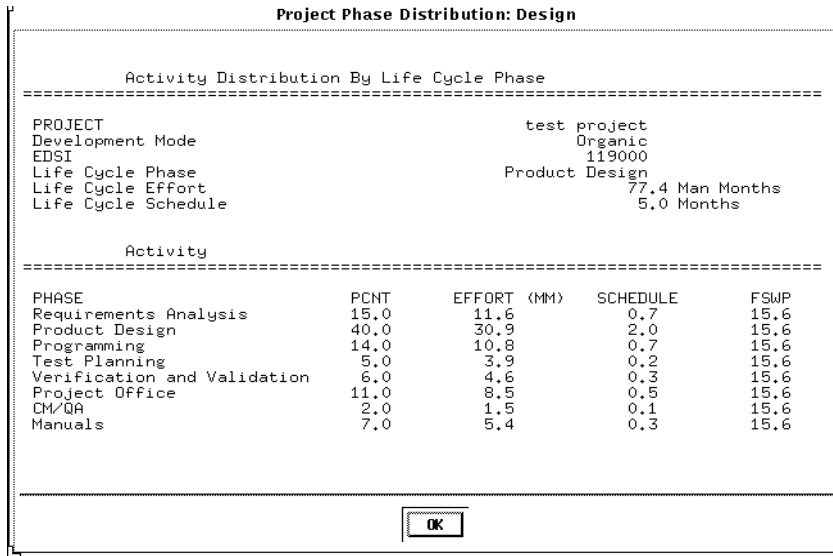 Project Phase Distribution: Design
Activity Distribution By Life Cycle Phase
================================================================================
PROJECT test project
Development Mode Organic
EDSI 119000
Life Cycle Phase Product Design
Life Cycle Effort 77.4 Man Months
Life Cycle Schedule 5.0 Months
Activity
================================================================================
PHASE PCNT EFFORT (MM) SCHEDULE FSWP
Requirements Analysis 15.0 11.6 0.7 15.6
Product Design 40.0 30.9 2.0 15.6
Programming 14.0 10.8 0.7 15.6
Test Planning 5.0 3.9 0.2 15.6
Verification and Validation 6.0 4.6 0.3 15.6
Project Office 11.0 8.5 0.5 15.6
CM/QA 2.0 1.5 0.1 15.6
Manuals 7.0 5.4 0.3 15.6
OK